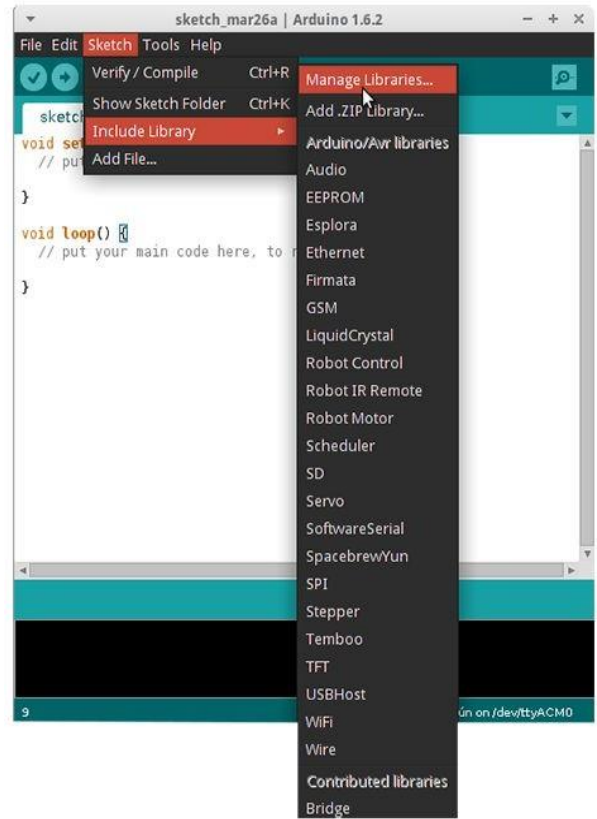 sketch_mar26a | Arduino 1.6.2
File Edit Sketch Tools Help
Verify / Compile Ctrl+R
Show Sketch Folder Ctrl+K
Include Library
Add File...
Manage Libraries...
Add .ZIP Library...
Arduino/Avr libraries
Audio
EEPROM
Esplora
Ethernet
Firmata
GSM
LiquidCrystal
Robot Control
Robot IR Remote
Robot Motor
Scheduler
SD
Servo
SoftwareSerial
SpacebrewYun
SPI
Stepper
Temboo
TFT
USBHost
WiFi
Wire
Contributed libraries
Bridge
sketc
void set
// put
}
void loop() {
// put your main code here, to r
}
9
ún on /dev/ttyACM0